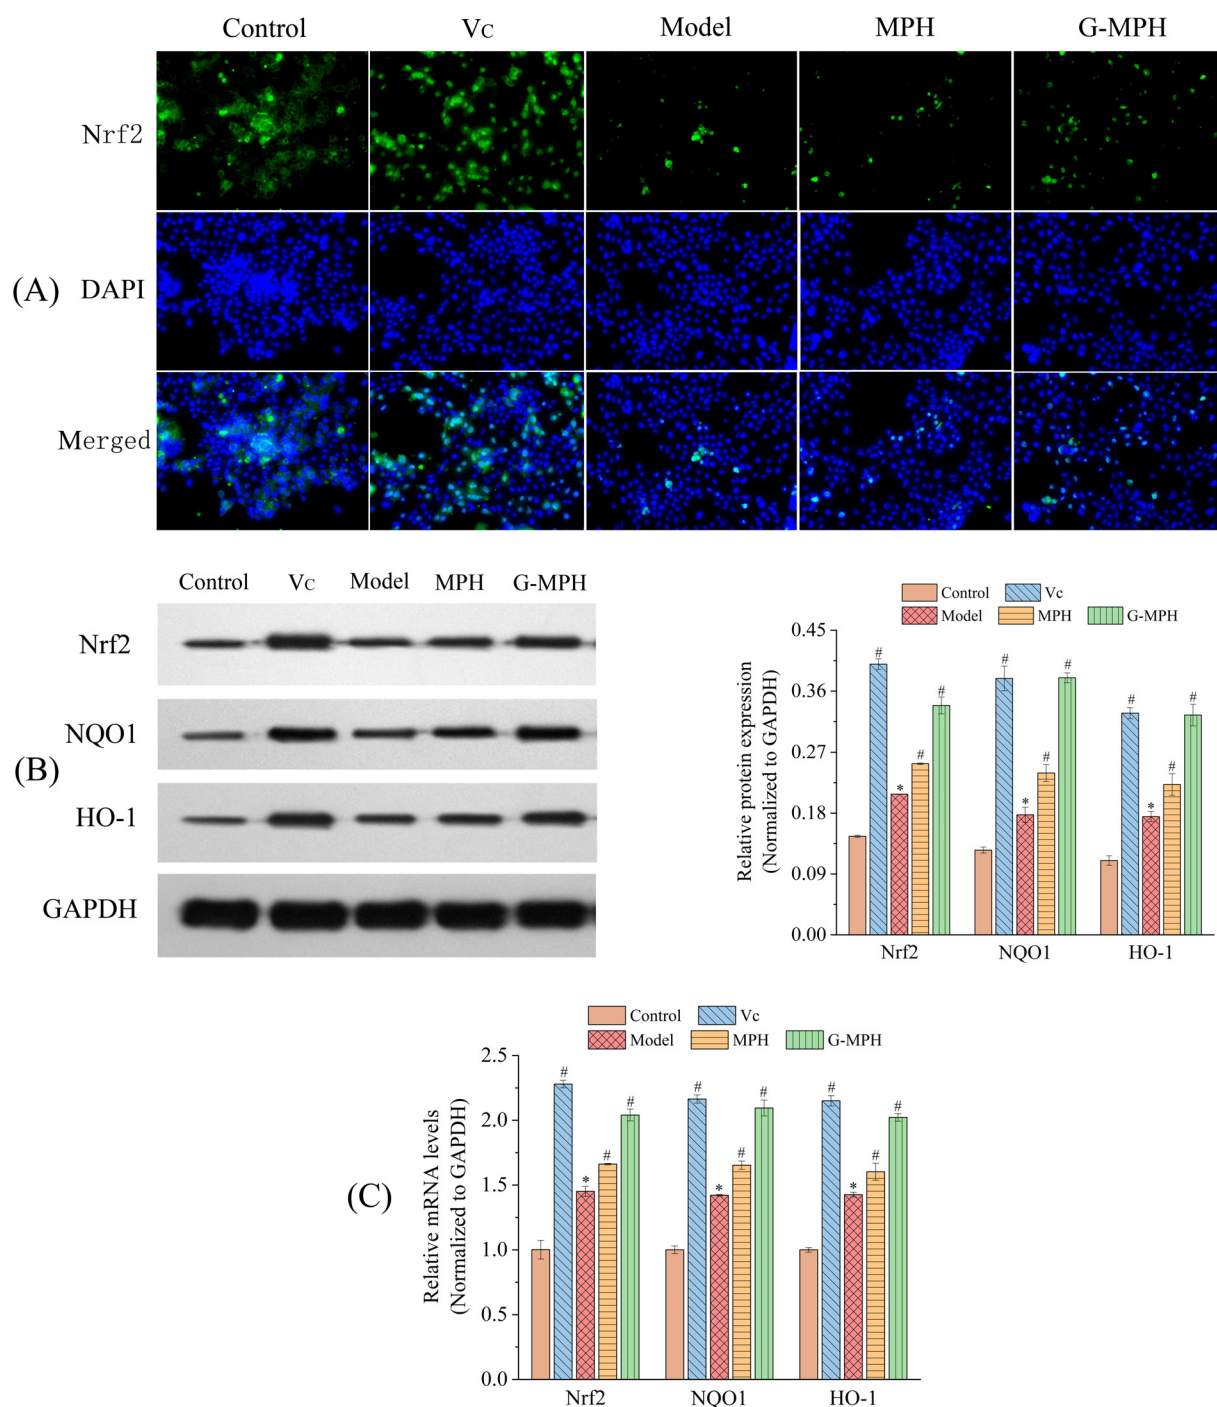 Control Vc Model MPH G-MPH
Nrf2
(A) DAPI
Merged
Control Vc Model MPH G-MPH
Nrf2
NQO1
(B)
HO-1
GAPDH
Control Vc
Model MPH G-MPH
Relative protein expression
(Normalized to GAPDH)
0.45
0.36
0.27
0.18
0.09
0.00
# * # #
# * # #
# * # #
Nrf2 NQO1 HO-1
(C)
Control Vc
Model MPH G-MPH
Relative mRNA levels
(Normalized to GAPDH)
2.5
2.0
1.5
1.0
0.5
0.0
# * # #
# * # #
# * # #
Nrf2 NQO1 HO-1